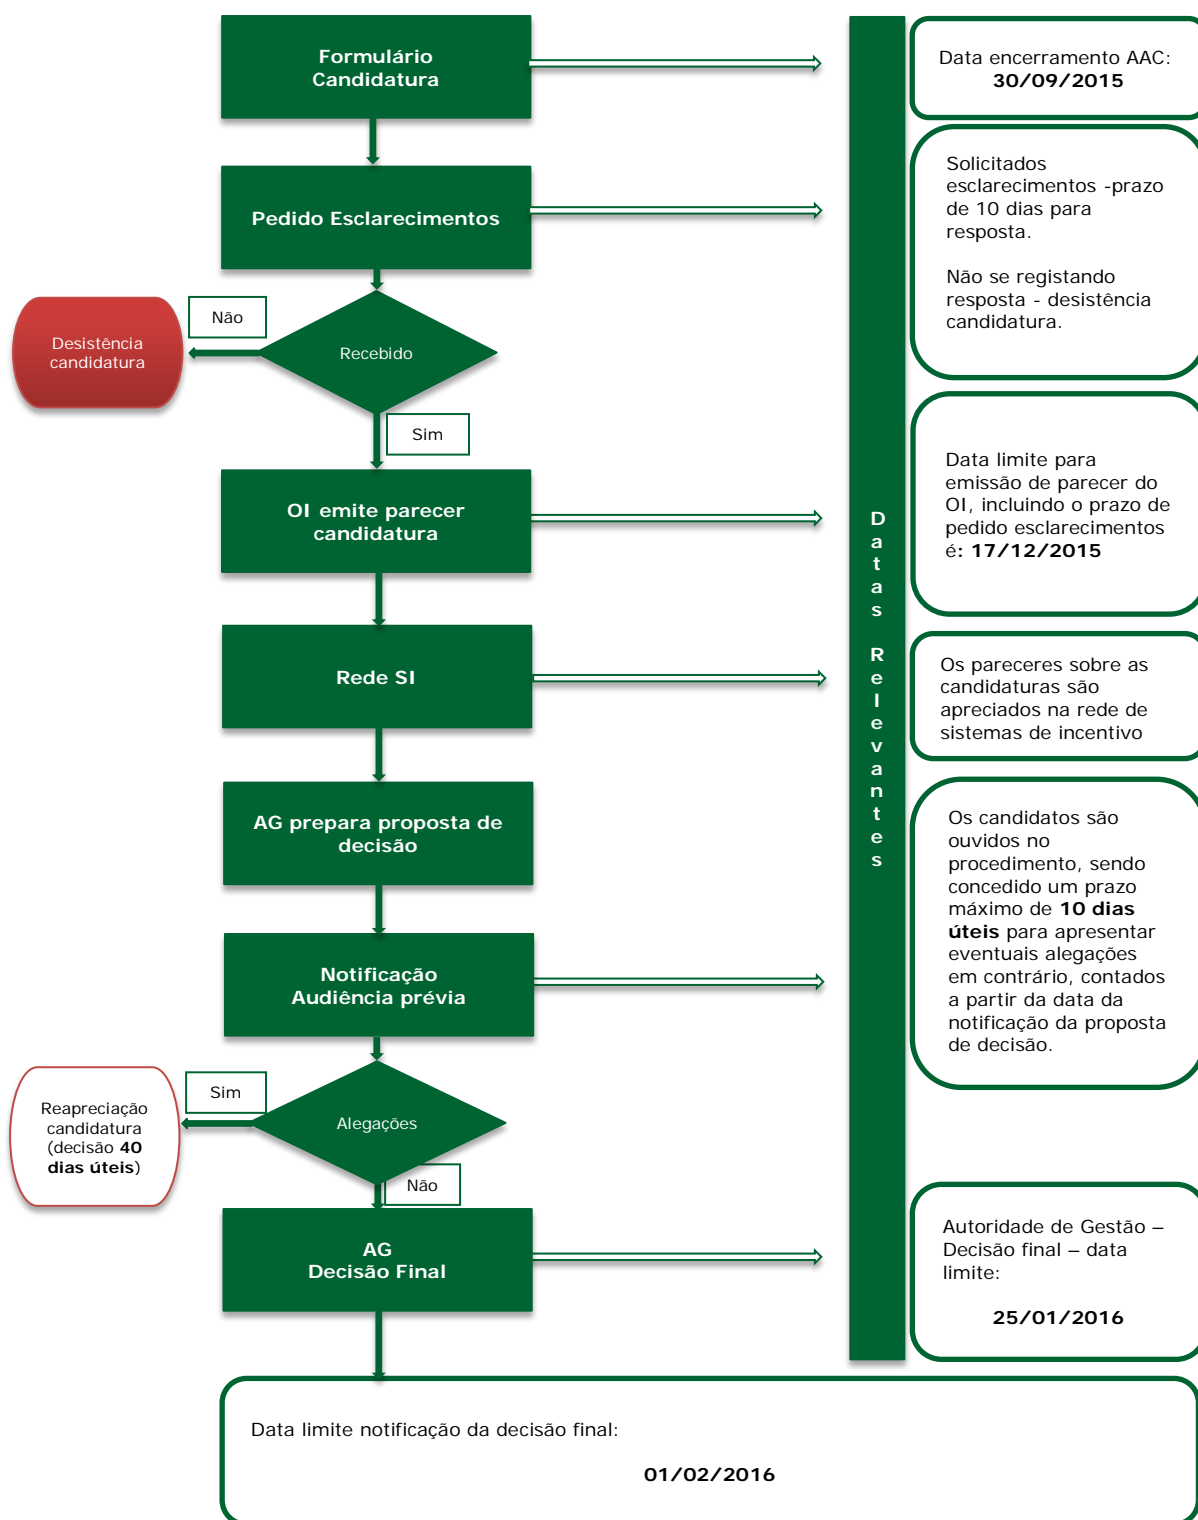 Formulário
Candidatura
Data encerramento AAC:
30/09/2015
Pedido Esclarecimentos
Solicitados
esclarecimentos -prazo
de 10 dias para
resposta.
Não se registando
resposta - desistência
candidatura.
Não
Desistência
candidatura
Recebido
Sim
OI emite parecer
candidatura
Data limite para
emissão de parecer do
OI, incluindo o prazo de
pedido esclarecimentos
é: 17/12/2015
Datas Relevantes
Rede SI
Os pareceres sobre as
candidaturas são
apreciados na rede de
sistemas de incentivo
AG prepara proposta de
decisão
Os candidatos são
ouvidos no
procedimento, sendo
concedido um prazo
máximo de 10 dias
úteis para apresentar
eventuais alegações
em contrário, contados
a partir da data da
notificação da proposta
de decisão.
Notificação
Audiência prévia
Sim
Reapreciação
candidatura
(decisão 40
dias úteis)
Alegações
Não
AG
Decisão Final
Autoridade de Gestão –
Decisão final – data
limite:
25/01/2016
Data limite notificação da decisão final:
01/02/2016